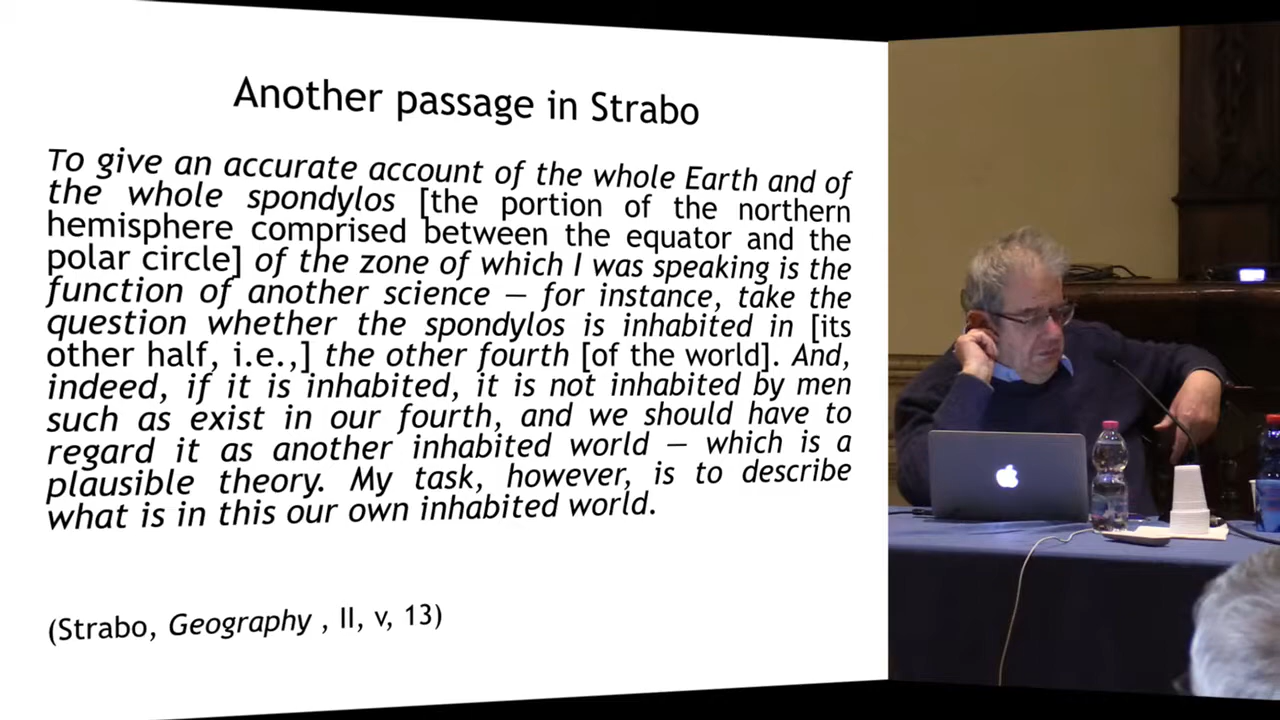 Another passage in Strabo
To give an accurate account of the whole Earth and of
the whole spondylos [the portion of the northern
hemisphere comprised between the equator and the
polar circle] of the zone of which I was speaking is the
function of another science — for instance, take the
question whether the spondylos is inhabited in [its
other half, i.e.,] the other fourth [of the world]. And,
indeed, if it is inhabited, it is not inhabited by men
such as exist in our fourth, and we should have to
regard it as another inhabited world — which is a
plausible theory. My task, however, is to describe
what is in this our own inhabited world.
(Strabo, Geography , II, v, 13)